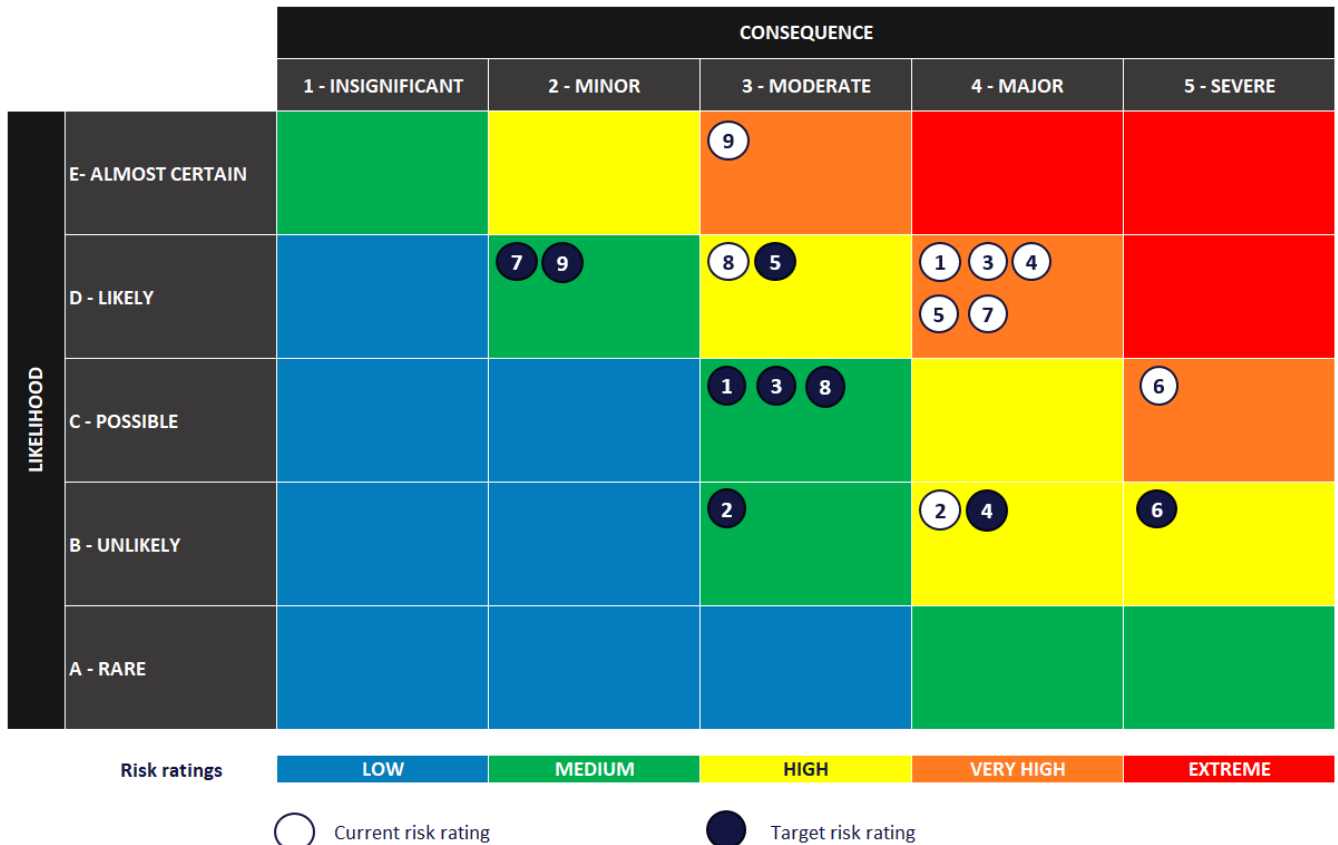 CONSEQUENCE
1 - INSIGNIFICANT 2 - MINOR 3 - MODERATE 4 - MAJOR 5 - SEVERE
LIKELIHOOD
E- ALMOST CERTAIN 9
D - LIKELY 7 9 8 5 1 3 4
5 7
C - POSSIBLE 1 3 8 6
B - UNLIKELY 2 2 4 6
A - RARE
Risk ratings LOW MEDIUM HIGH VERY HIGH EXTREME
Current risk rating Target risk rating